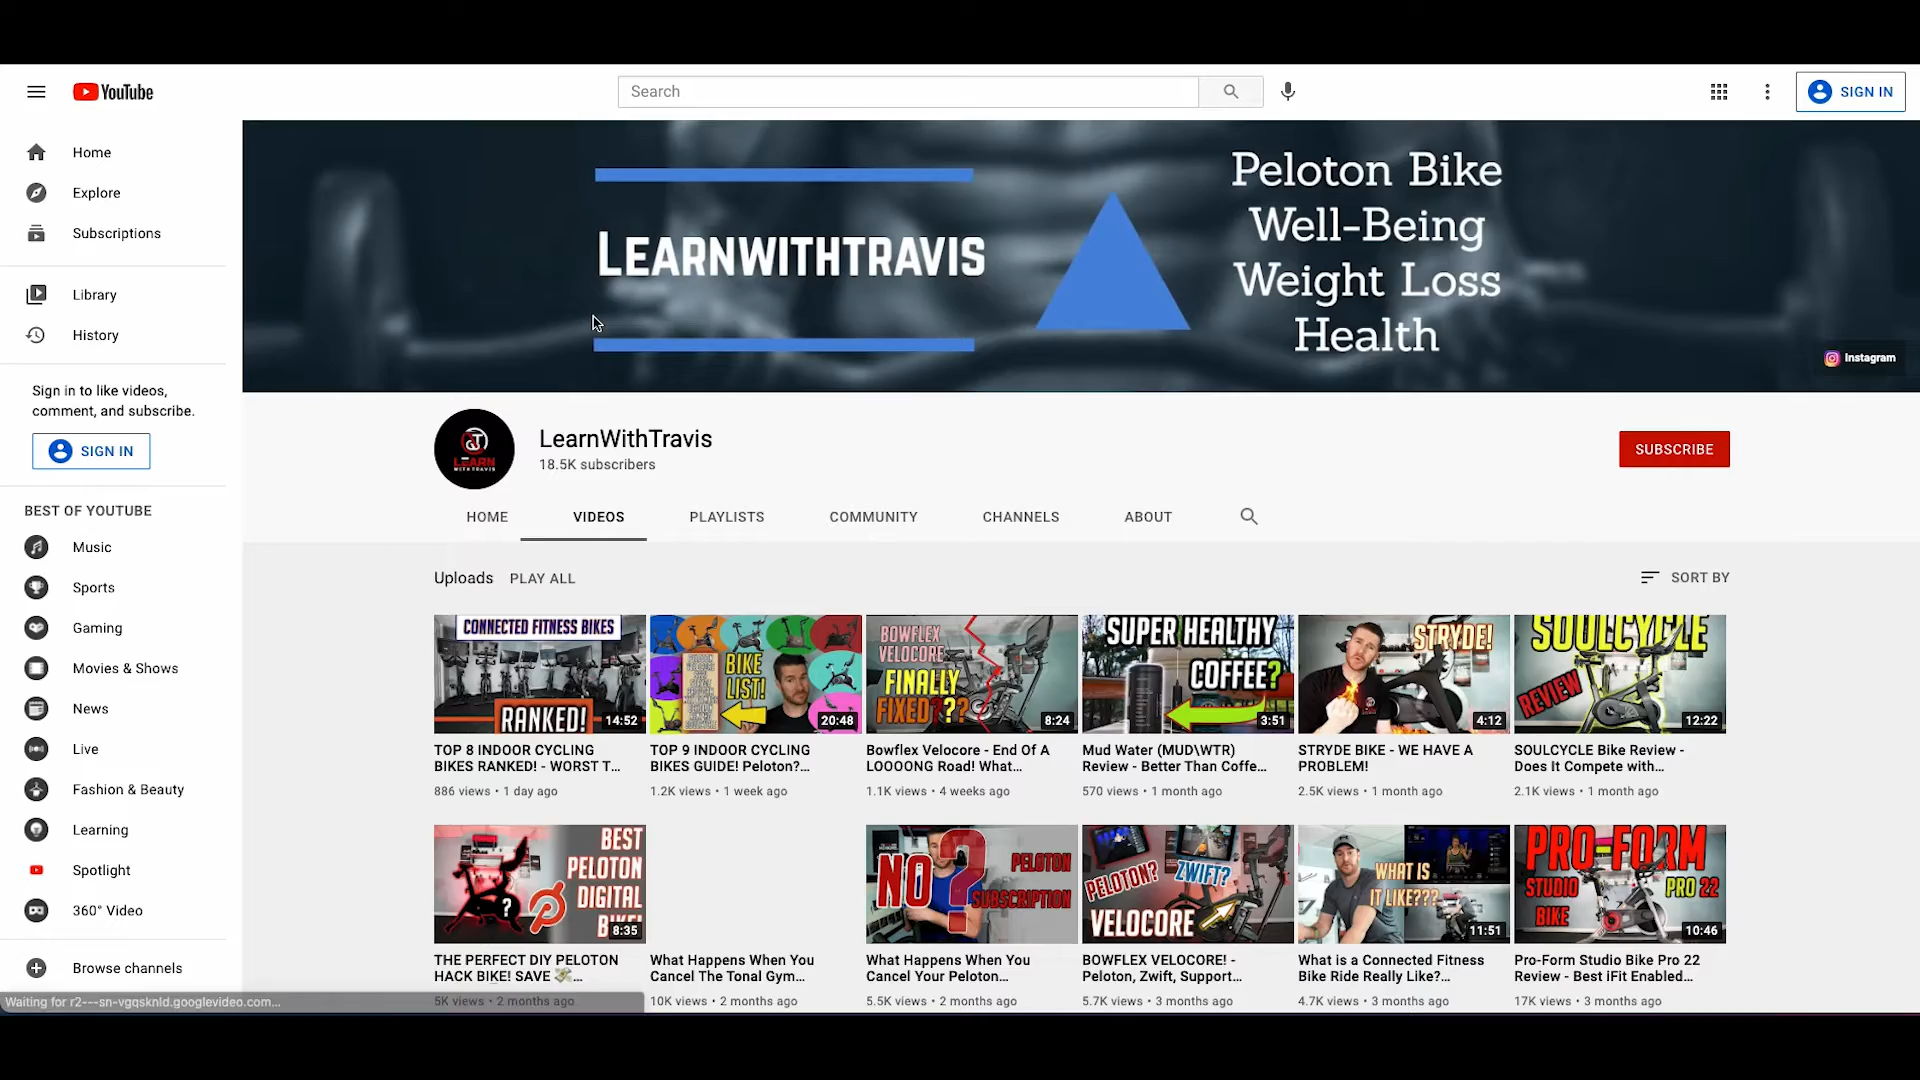 YouTube
Search
SIGN IN
Home
Explore
Subscriptions
Library
History
Sign in to like videos,
comment, and subscribe.
SIGN IN
BEST OF YOUTUBE
Music
Sports
Gaming
Movies & Shows
News
Live
Fashion & Beauty
Learning
Spotlight
360° Video
Browse channels
Waiting for r2---sn-vgqsknld.googlevideo.com...
LEARNWITHTRAVIS
Peloton Bike
Well-Being
Weight Loss
Health
Instagram
LEARN
WITH TRAVIS
LearnWithTravis
18.5K subscribers
SUBSCRIBE
HOME VIDEOS PLAYLISTS COMMUNITY CHANNELS ABOUT
Uploads PLAY ALL
SORT BY
CONNECTED FITNESS BIKES
RANKED!
14:52
TOP 8 INDOOR CYCLING
BIKES RANKED! - WORST T...
886 views • 1 day ago
BIKE
LIST!
20:48
TOP 9 INDOOR CYCLING
BIKES GUIDE! Peloton?...
1.2K views • 1 week ago
BOWFLEX
VELOCORE
FINALLY
FIXED???
8:24
Bowflex Velocore - End Of A
LOOOONG Road! What...
1.1K views • 4 weeks ago
SUPER HEALTHY
COFFEE?
3:51
Mud Water (MUD\WTR)
Review - Better Than Coffe...
570 views • 1 month ago
STRYDE!
4:12
STRYDE BIKE - WE HAVE A
PROBLEM!
2.5K views • 1 month ago
SOULCYCLE
REVIEW
12:22
SOULCYCLE Bike Review -
Does It Compete with...
2.1K views • 1 month ago
BEST
PELOTON
DIGITAL
?
8:35
THE PERFECT DIY PELOTON
HACK BIKE! SAVE 💸...
5K views • 2 months ago
What Happens When You
Cancel The Tonal Gym...
10K views • 2 months ago
NO?
PELOTON
SUBSCRIPTION
What Happens When You
Cancel Your Peloton...
5.5K views • 2 months ago
PELOTON?
ZWIFT?
VELOCORE
BOWFLEX VELOCORE! -
Peloton, Zwift, Support...
5.7K views • 3 months ago
WHAT IS
IT LIKE???
11:51
What is a Connected Fitness
Bike Ride Really Like?...
4.7K views • 3 months ago
PRO-FORM
STUDIO
BIKE
PRO 22
10:46
Pro-Form Studio Bike Pro 22
Review - Best iFit Enabled...
17K views • 3 months ago